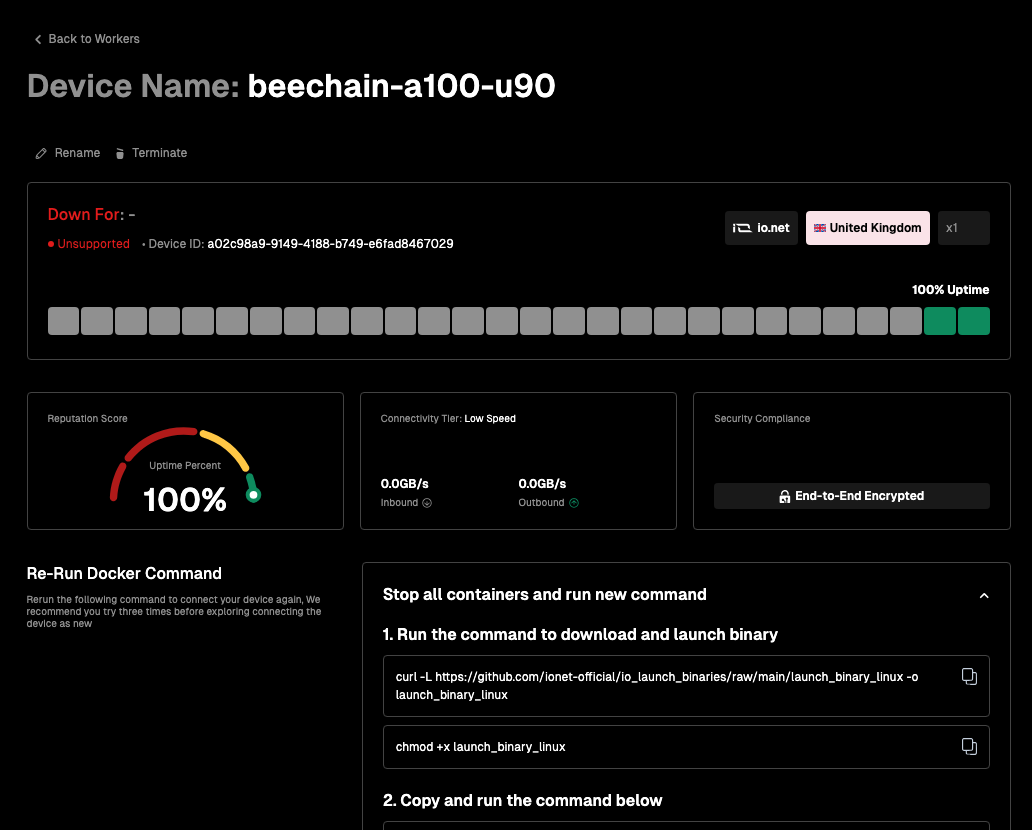 Back to Workers
Device Name: beechain-a100-u90
Rename Terminate
Down For: -
Unsupported • Device ID: a02c98a9-9149-4188-b749-e6fad8467029
io.net United Kingdom x1
100% Uptime
Reputation Score
Uptime Percent
100%
Connectivity Tier: Low Speed
0.0GB/s 0.0GB/s
Inbound Outbound
Security Compliance
End-to-End Encrypted
Re-Run Docker Command
Rerun the following command to connect your device again, We
recommend you try three times before exploring connecting the
device as new
Stop all containers and run new command
1. Run the command to download and launch binary
curl -L https://github.com/ionet-official/io_launch_binaries/raw/main/launch_binary_linux -o
launch_binary_linux
chmod +x launch_binary_linux
2. Copy and run the command below